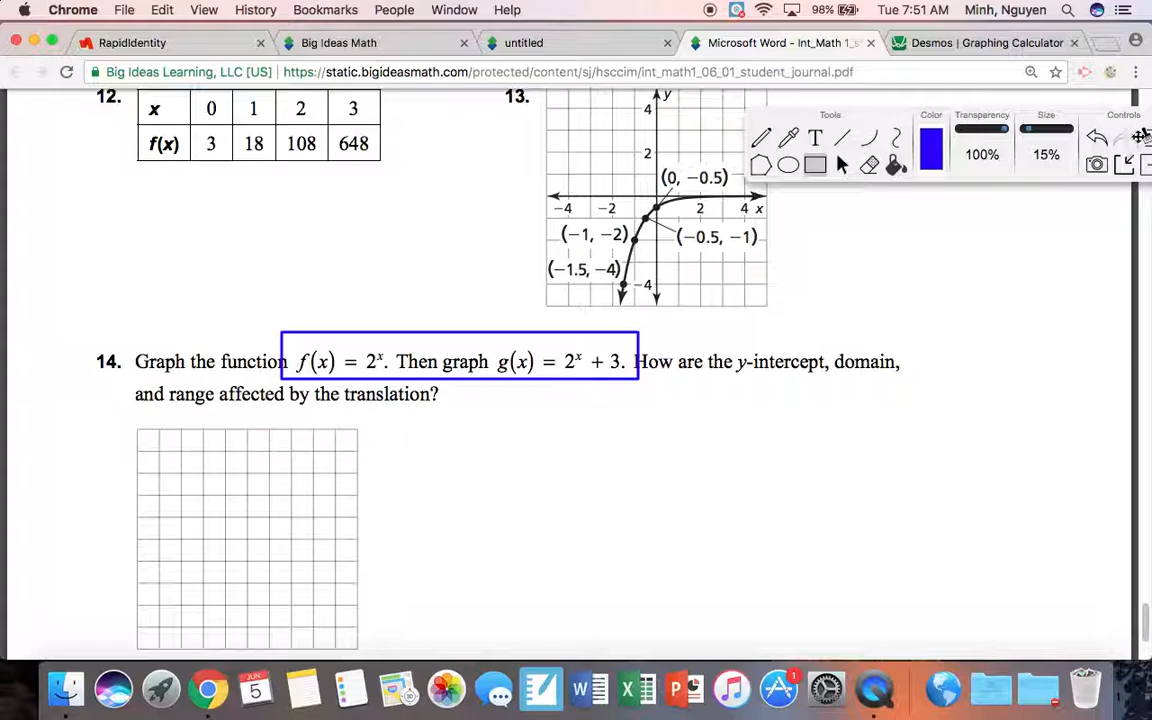 Chrome File Edit View History Bookmarks People Window Help 98% Tue 7:51 AM Minh, Nguyen
RapidIdentity Big Ideas Math untitled Microsoft Word - Int_Math 1_s Desmos | Graphing Calculator
Big Ideas Learning, LLC [US] https://static.bigideasmath.com/protected/content/sj/hsccim/int_math1_06_01_student_journal.pdf
Tools Color Transparency Size Controls
T 100% 15%
12.
x 0 1 2 3
f(x) 3 18 108 648
13.
y
4
2
(0, −0.5)
−4 −2 2 4 x
(−1, −2) (−0.5, −1)
(−1.5, −4)
−4
14. Graph the function f(x) = 2ˣ. Then graph g(x) = 2ˣ + 3. How are the y-intercept, domain,
and range affected by the translation?
JUN
5
30
W X P 1